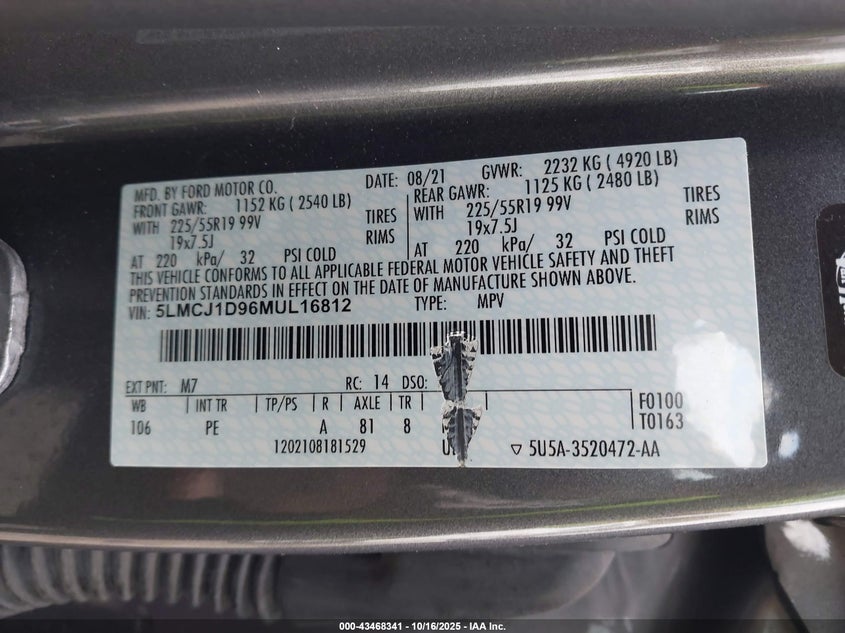 MFD. BY FORD MOTOR CO. DATE: 08/21 GVWR: 2232 KG ( 4920 LB)
FRONT GAWR: 1152 KG ( 2540 LB) REAR GAWR: 1125 KG ( 2480 LB)
WITH 225/55R19 99V TIRES WITH 225/55R19 99V TIRES
19x7.5J RIMS 19x7.5J RIMS
AT 220 kPa/ 32 PSI COLD AT 220 kPa/ 32 PSI COLD
THIS VEHICLE CONFORMS TO ALL APPLICABLE FEDERAL MOTOR VEHICLE SAFETY AND THEFT
PREVENTION STANDARDS IN EFFECT ON THE DATE OF MANUFACTURE SHOWN ABOVE.
VIN: 5LMCJ1D96MUL16812 TYPE: MPV
EXT PNT: M7 RC: 14 DSO:
WB INT TR TP/PS R AXLE TR F0100
106 PE A 81 8 T0163
1202108181529 ▽ 5U5A-3520472-AA
000-43468341 | 10/16/2025 - IAA Inc.